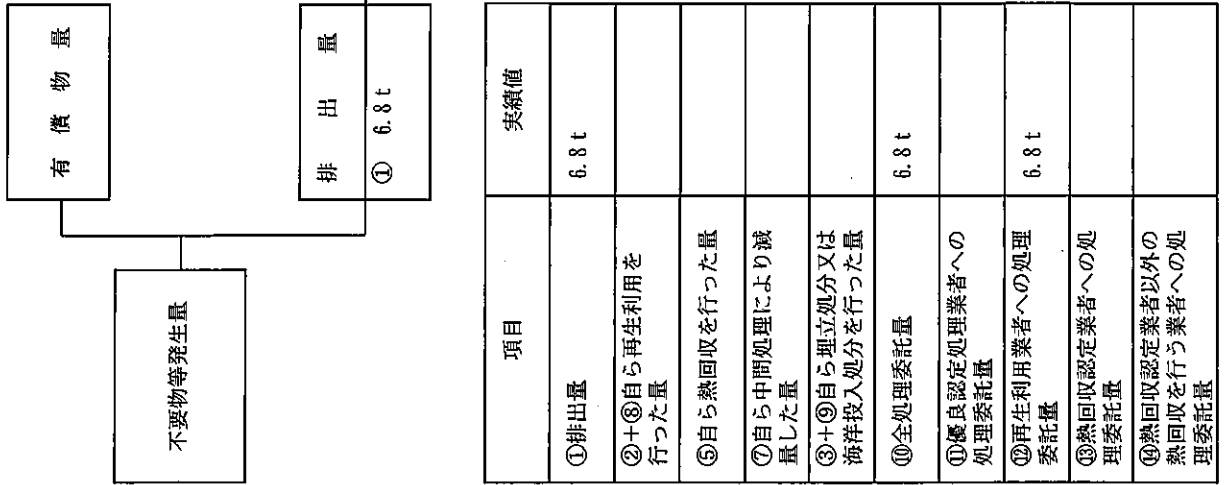 有償物量
不要物等発生量
排出量
① 6.8t
項目
実績値
①排出量
6.8t
②+⑧自ら再生利用を
行った量
⑤自ら熱回収を行った量
⑦自ら中間処理により減
量した量
③+⑨自ら埋立処分又は
海洋投入処分を行った量
⑩全処理委託量
6.8t
⑪優良認定処理業者への
処理委託量
⑫再生利用業者への処理
委託量
6.8t
⑬熱回収認定業者への処
理委託量
⑭熱回収認定業者以外の
熱回収を行う業者への処
理委託量